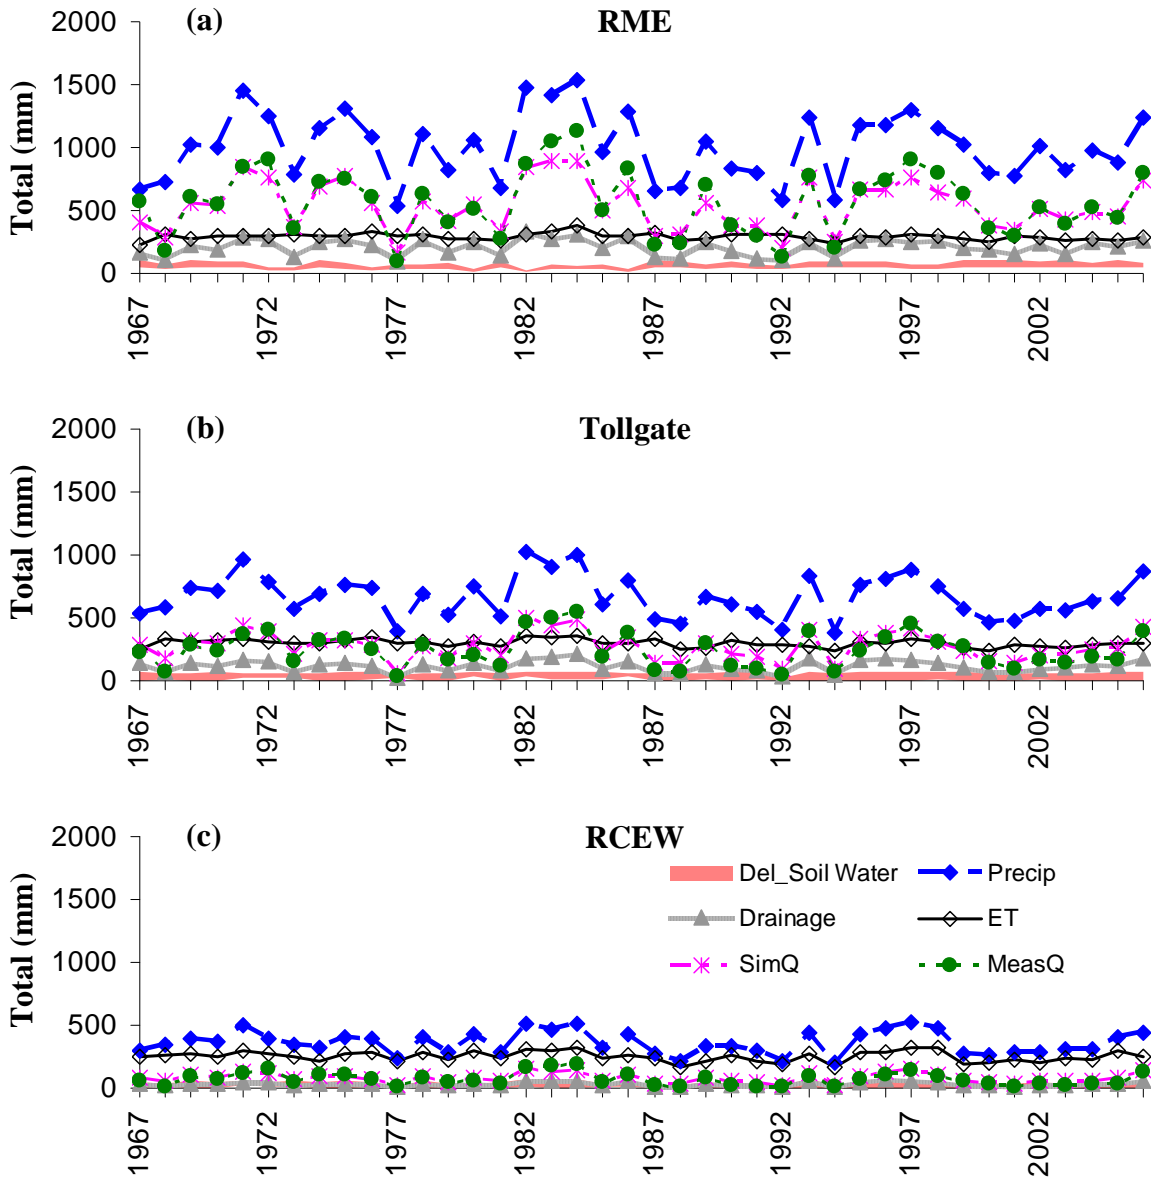 (a) RME
2000
1500
1000
500
0
Total (mm)
1967 1972 1977 1982 1987 1992 1997 2002
(b) Tollgate
2000
1500
1000
500
0
Total (mm)
1967 1972 1977 1982 1987 1992 1997 2002
(c) RCEW
2000
1500
1000
500
0
Total (mm)
Del_Soil Water Precip
Drainage ET
SimQ MeasQ
1967 1972 1977 1982 1987 1992 1997 2002